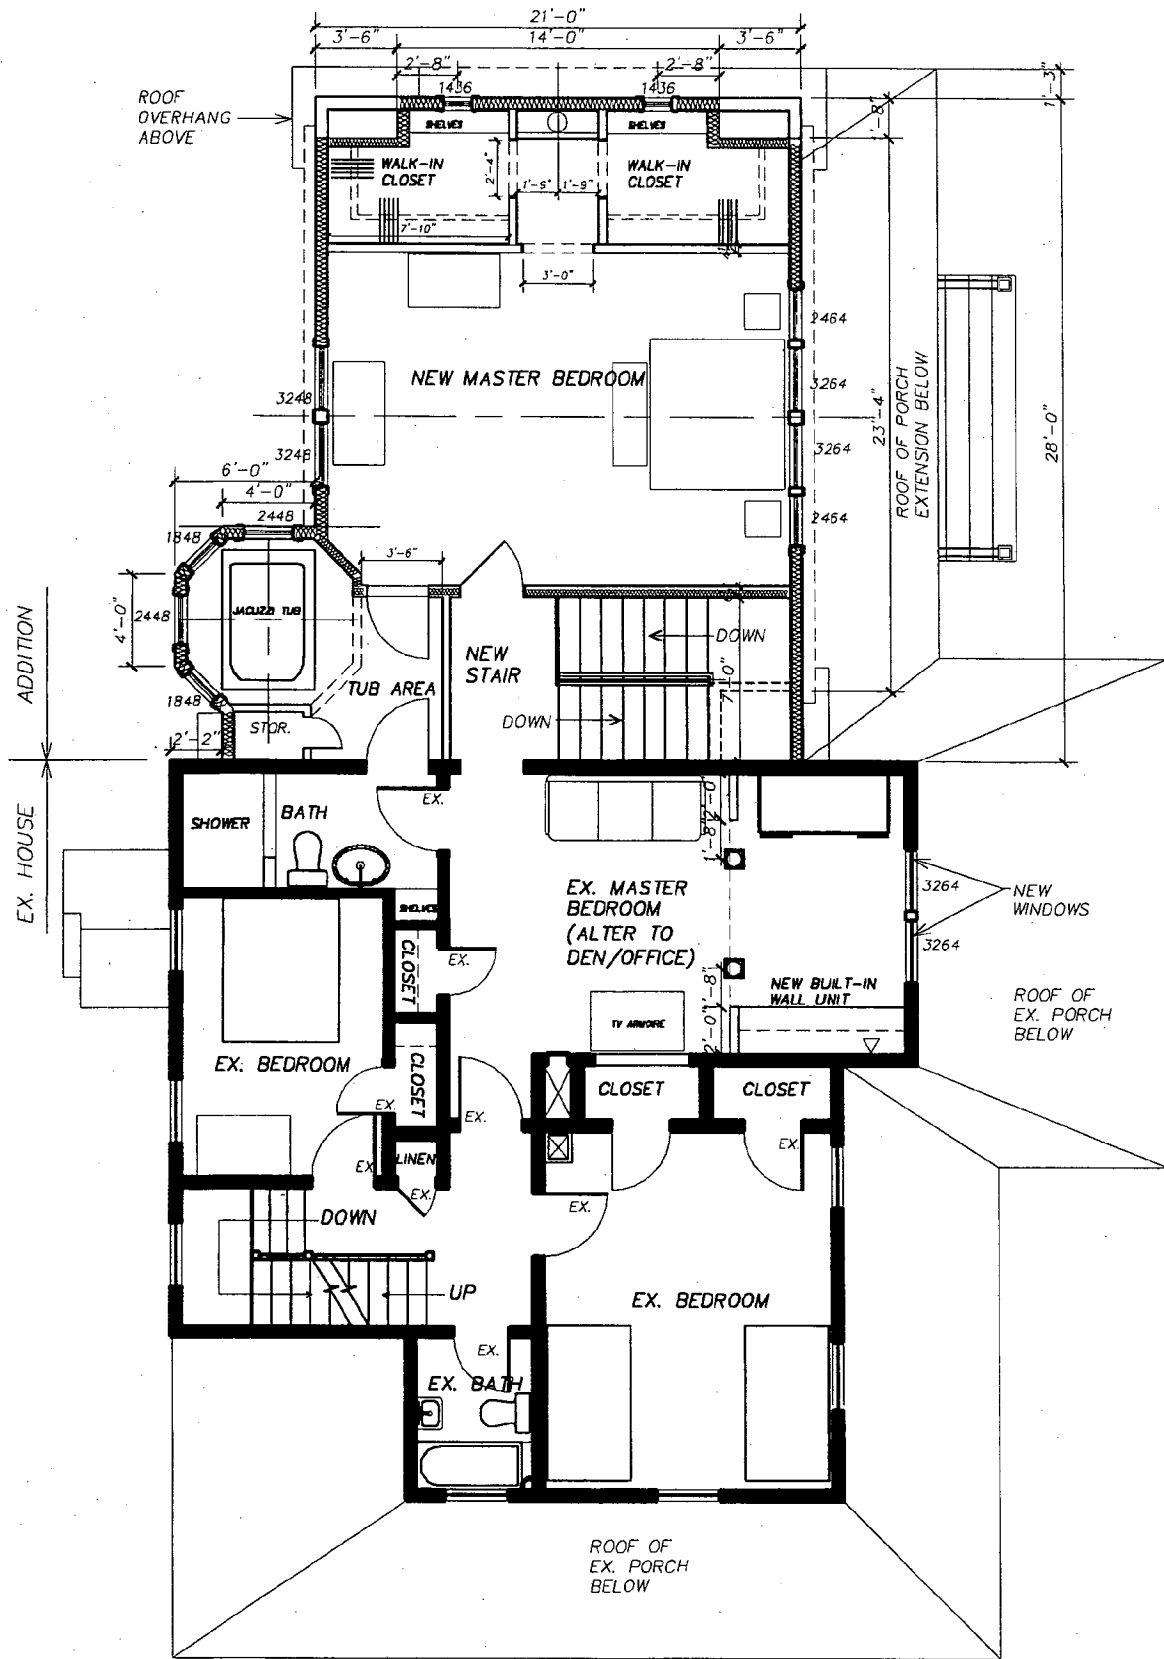 21'-0"
3'-6"
14'-0"
3'-6"
2'-8"
2'-8"
1'-3"
1436
1436
ROOF
OVERHANG
ABOVE
SHELVES
SHELVES
1'-8"
WALK-IN
CLOSET
2'-4"
WALK-IN
CLOSET
1'-9"
1'-9"
7'-10"
3'-0"
2464
NEW MASTER BEDROOM
3248
3264
23'-4"
ROOF OF PORCH
EXTENSION BELOW
28'-0"
3248
3264
6'-0"
4'-0"
2448
2464
1848
3'-6"
4'-0"
2448
JACUZZI TUB
ADDITION
NEW
STAIR
DOWN
TUB AREA
7'-0"
1848
DOWN
STOR.
2'-2"
EX. HOUSE
EX.
SHOWER
BATH
2'-0"
1'-8"
EX. MASTER
BEDROOM
(ALTER TO
DEN/OFFICE)
3264
NEW
WINDOWS
3264
SHELVES
CLOSET
EX.
NEW BUILT-IN
WALL UNIT
1'-8"
2'-0"
ROOF OF
EX. PORCH
BELOW
TV ARMOIRE
EX. BEDROOM
CLOSET
CLOSET
CLOSET
EX.
EX.
LINEN
EX.
EX.
EX.
DOWN
UP
EX. BEDROOM
EX.
EX. BATH
ROOF OF
EX. PORCH
BELOW